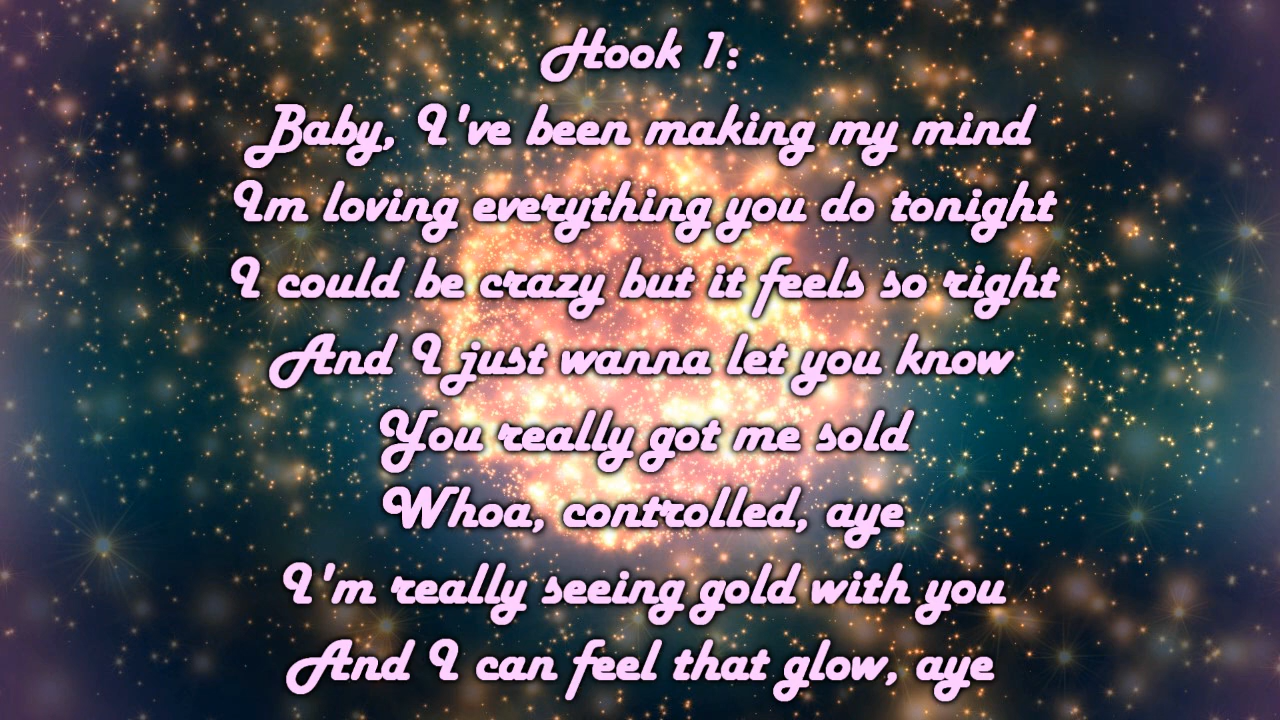 Hook 1:
Baby, I've been making my mind
Im loving everything you do tonight
I could be crazy but it feels so right
And I just wanna let you know
You really got me sold
Whoa, controlled, aye
I'm really seeing gold with you
And I can feel that glow, aye